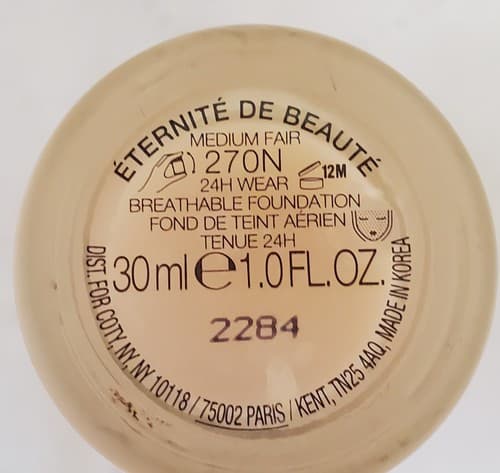 ÉTERNITÉ DE BEAUTÉ
MEDIUM FAIR
270N
12M
24H WEAR
BREATHABLE FOUNDATION
FOND DE TEINT AÉRIEN
TENUE 24H
30 ml e 1.0 FL.OZ.
2284
DIST. FOR COTY, NY, NY 10118 / 75002 PARIS / KENT, TN25 4AQ, MADE IN KOREA